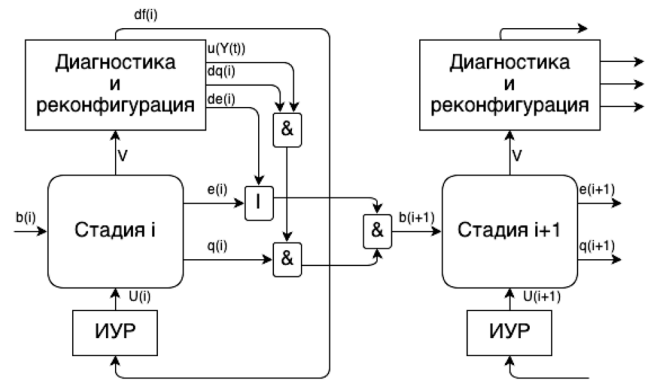 df(i)
Диагностика
и
реконфигурация
u(Y(t))
dq(i)
de(i)
&
V
b(i)
Стадия i
e(i)
I
q(i)
&
&
b(i+1)
U(i)
ИУР
Диагностика
и
реконфигурация
V
Стадия i+1
e(i+1)
q(i+1)
U(i+1)
ИУР